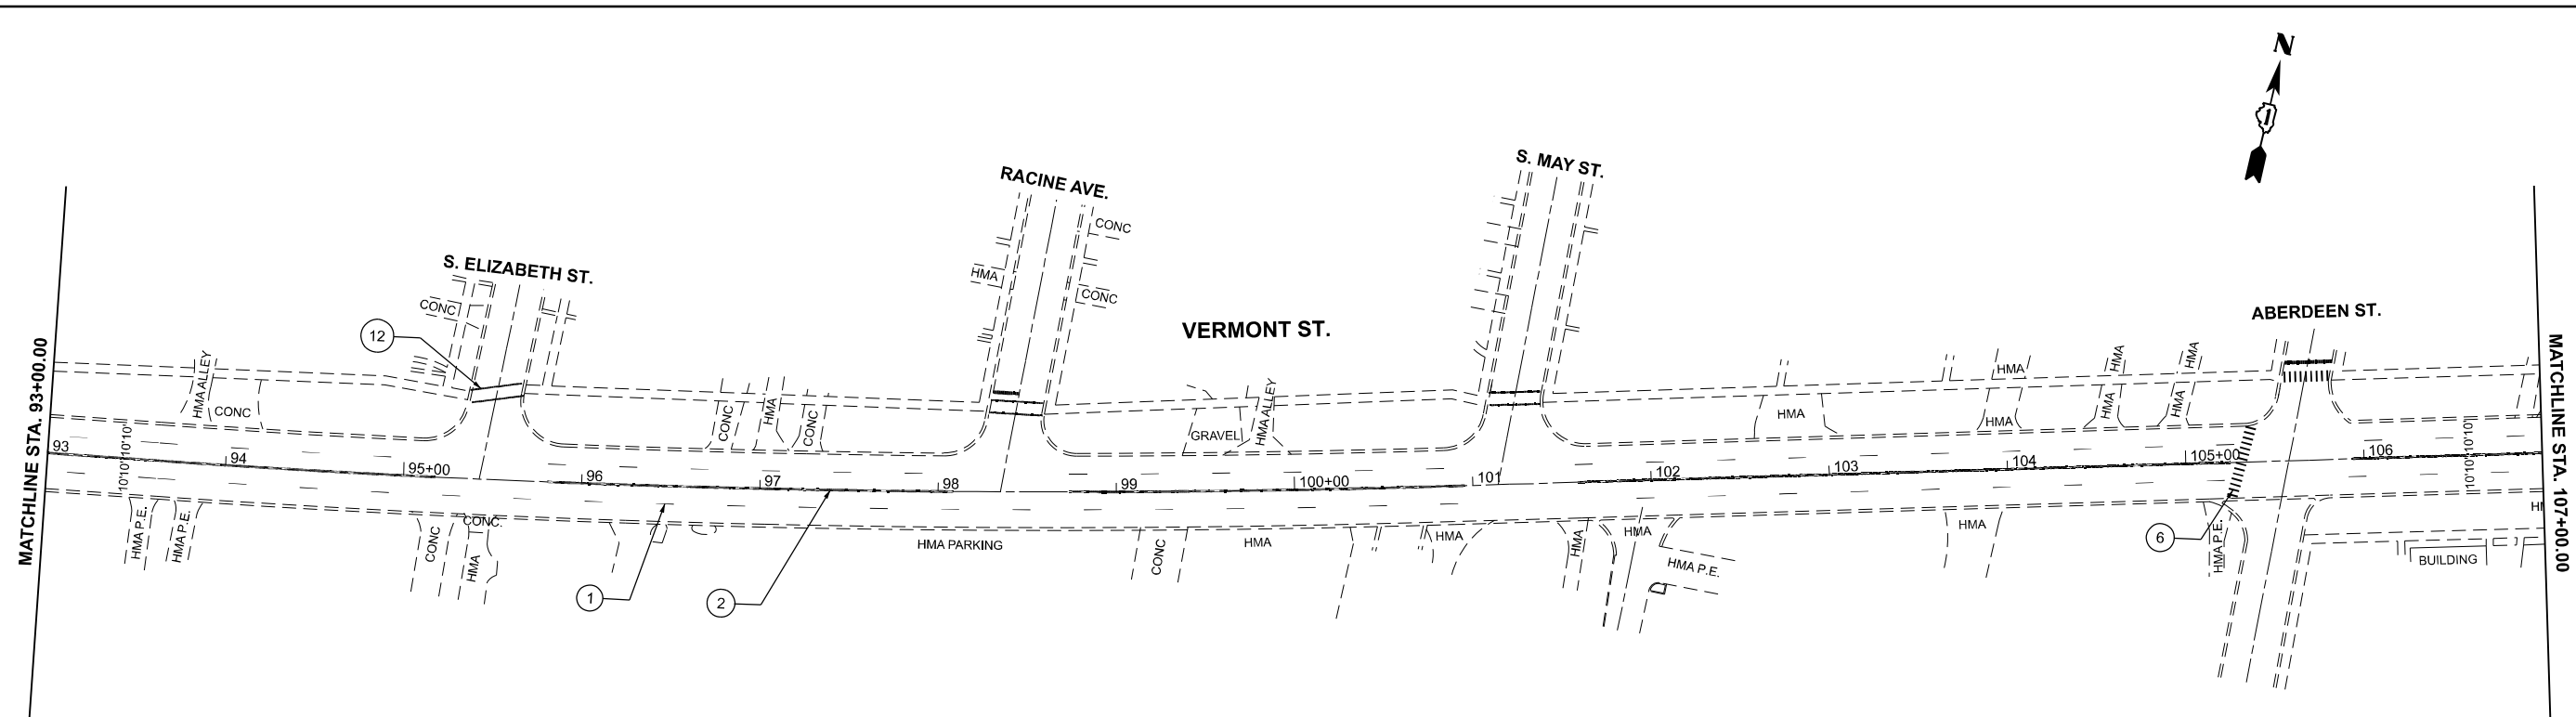 N
1
S. ELIZABETH ST.
RACINE AVE.
S. MAY ST.
ABERDEEN ST.
VERMONT ST.
MATCHLINE STA. 93+00.00
MATCHLINE STA. 107+00.00
CONC
HMA
CONC
CONC
12
HMA ALLEY
CONC
CONC
HMA
CONC
GRAVEL
HMA ALLEY
HMA
HMA
HMA
HMA
HMA
HMA
HMA
10' 10' 10' 10'
93
94
95+00
96
97
98
99
100+00
101
102
103
104
105+00
106
10' 10' 10' 10'
HMA P.E.
HMA P.E.
CONC
CONC.
HMA
1
2
HMA PARKING
CONC
HMA
HMA
HMA
HMA
HMA P.E.
HMA
6
HMA P.E.
BUILDING